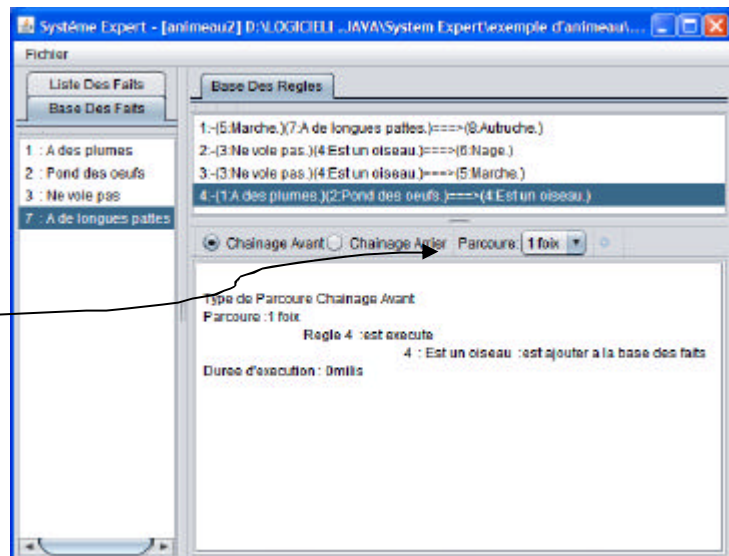 Systéme Expert - [animeau2] D:\LOGICIELI ..JAVA\System Expert\exemple d'animeau\....
Fichier
Liste Des Faits
Base Des Faits
Base Des Regles
1 : A des plumes
2 : Pond des oeufs
3 : Ne vole pas
7 : A de longues pattes
1:-(5:Marche.)(7:A de longues pattes.)===>(8:Autruche.)
2:-(3:Ne vole pas.)(4:Est un oiseau.)===>(6:Nage.)
3:-(3:Ne vole pas.)(4:Est un oiseau.)===>(5:Marche.)
4:-(1:A des plumes.)(2:Pond des oeufs.)===>(4:Est un oiseau.)
Chainage Avant Chainage Arrier Parcoure: 1 foix
Type de Parcoure Chainage Avant
Parcoure :1 foix
Regle 4 :est execute
4 : Est un oiseau :est ajouter a la base des faits
Duree d'execution : 0milis